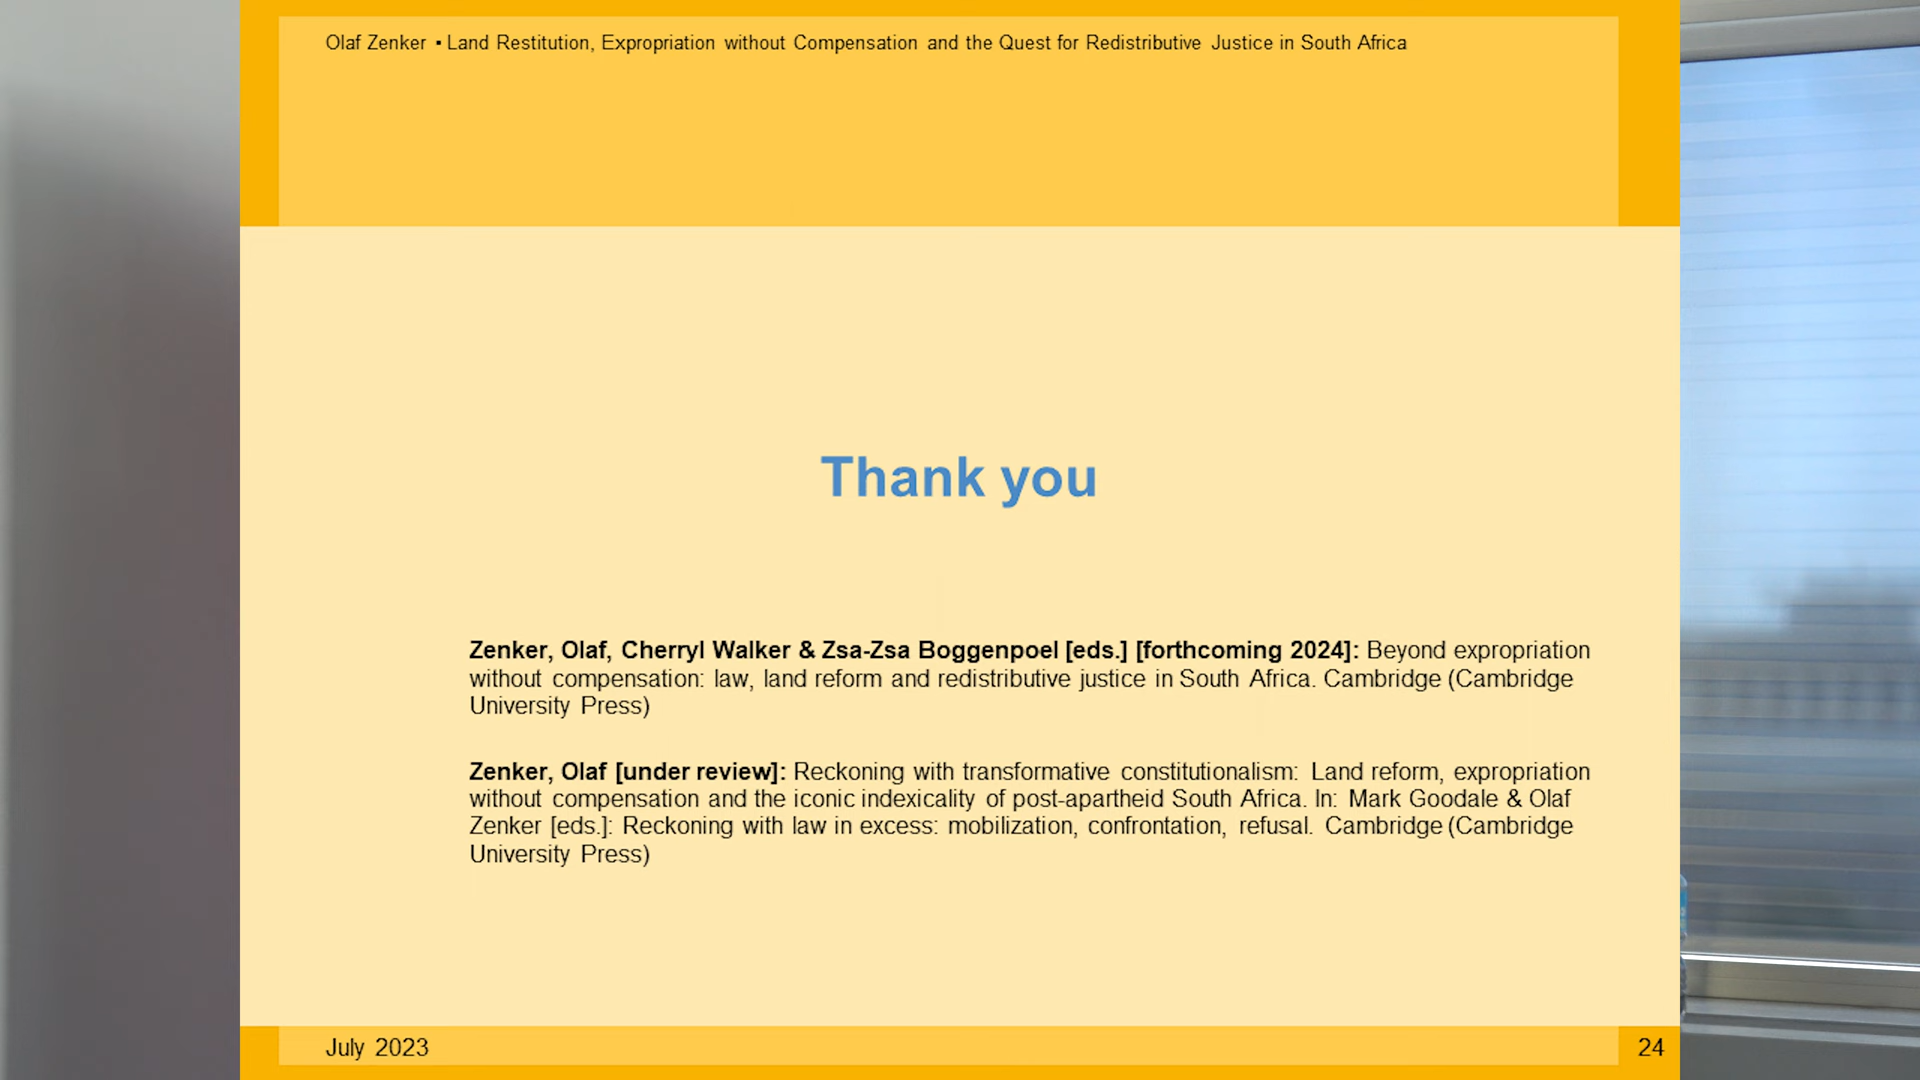 Olaf Zenker ▪ Land Restitution, Expropriation without Compensation and the Quest for Redistributive Justice in South Africa
Thank you
Zenker, Olaf, Cherryl Walker & Zsa-Zsa Boggenpoel [eds.] [forthcoming 2024]: Beyond expropriation
without compensation: law, land reform and redistributive justice in South Africa. Cambridge (Cambridge
University Press)
Zenker, Olaf [under review]: Reckoning with transformative constitutionalism: Land reform, expropriation
without compensation and the iconic indexicality of post-apartheid South Africa. In: Mark Goodale & Olaf
Zenker [eds.]: Reckoning with law in excess: mobilization, confrontation, refusal. Cambridge (Cambridge
University Press)
July 2023
24